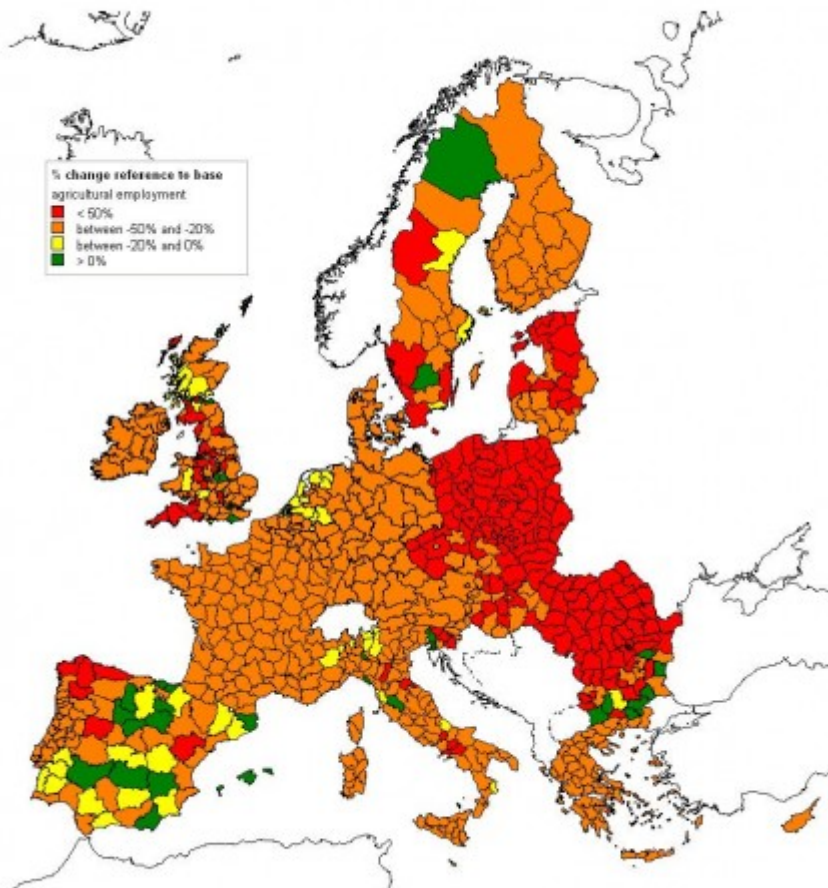 % change reference to base
agricultural employment
< 50%
between -50% and -20%
between -20% and 0%
> 0%